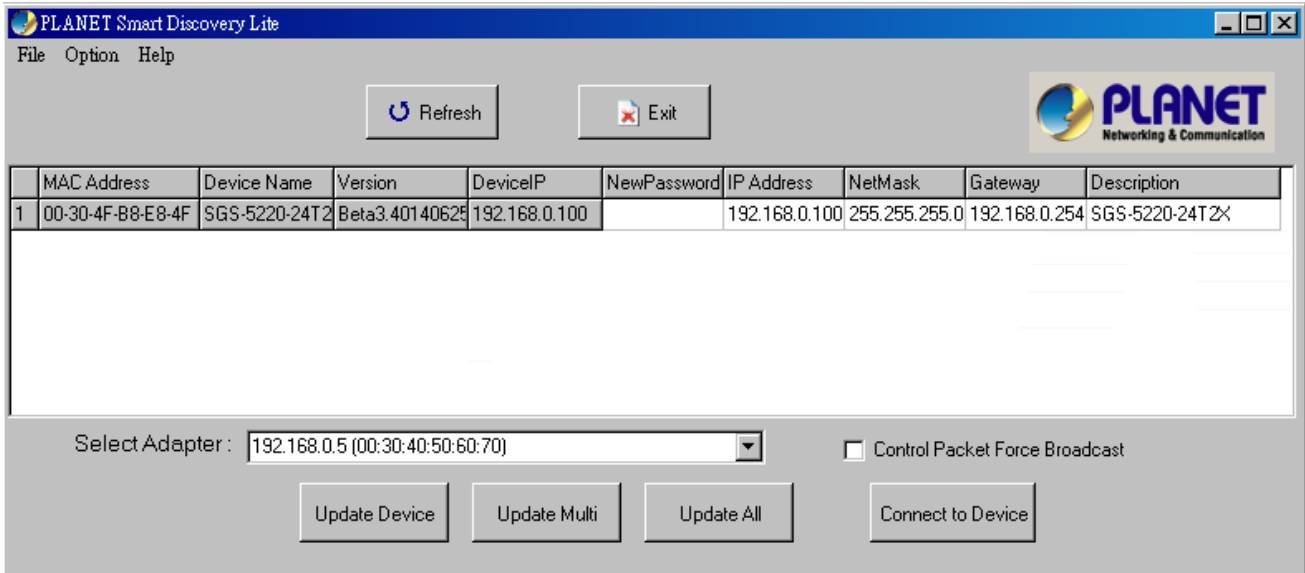 PLANET Smart Discovery Lite
File Option Help
Refresh Exit
PLANET
Networking & Communication
MAC Address Device Name Version DeviceIP NewPassword IP Address NetMask Gateway Description
1 00-30-4F-B8-E8-4F SGS-5220-24T2 Beta3.40140625 192.168.0.100 192.168.0.100 255.255.255.0 192.168.0.254 SGS-5220-24T2X
Select Adapter : 192.168.0.5 (00:30:40:50:60:70) Control Packet Force Broadcast
Update Device Update Multi Update All Connect to Device